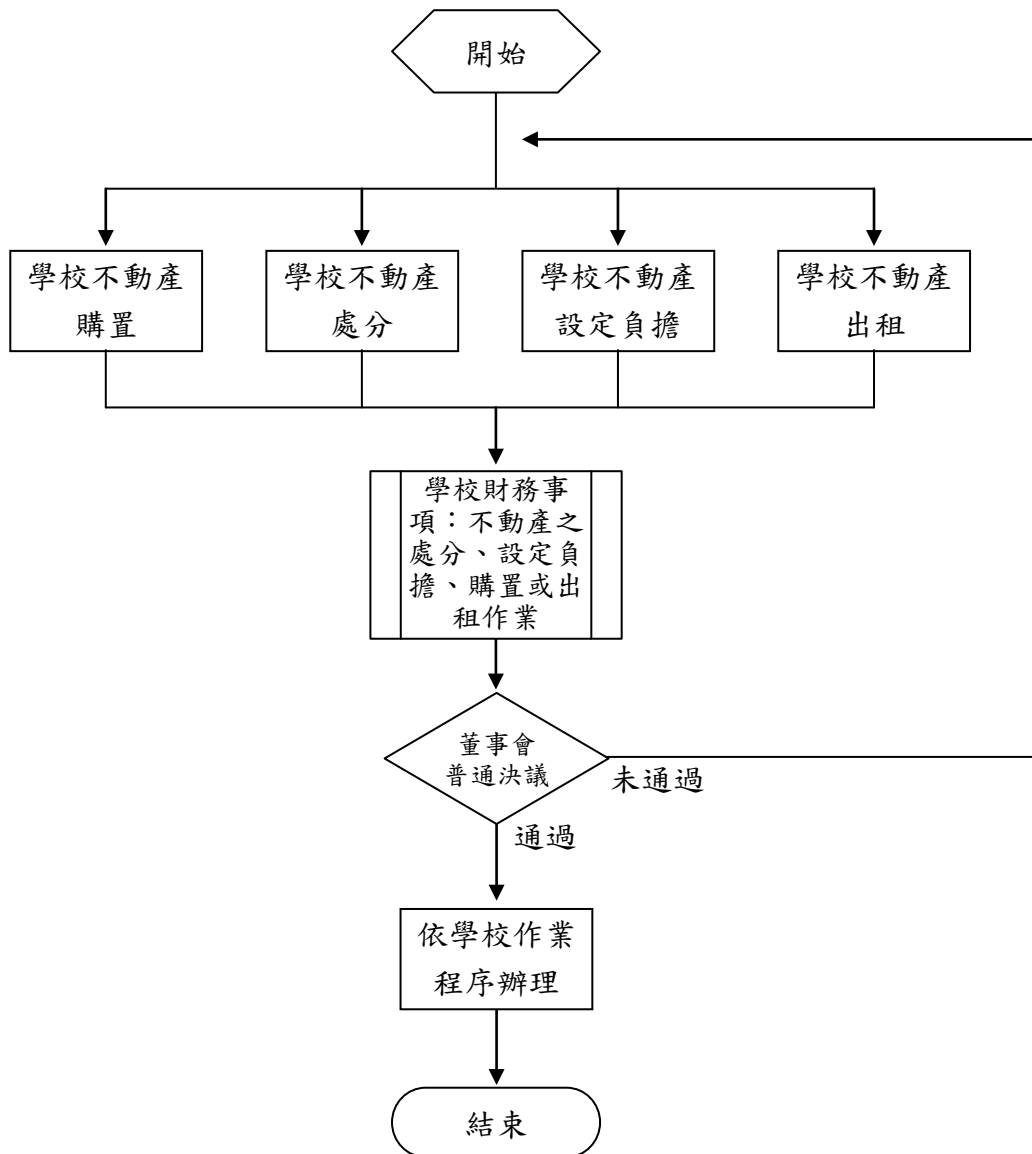 開始
學校不動產
購置
學校不動產
處分
學校不動產
設定負擔
學校不動產
出租
學校財務事
項：不動產之
處分、設定負
擔、購置或出
租作業
董事會
普通決議
未通過
通過
依學校作業
程序辦理
結束